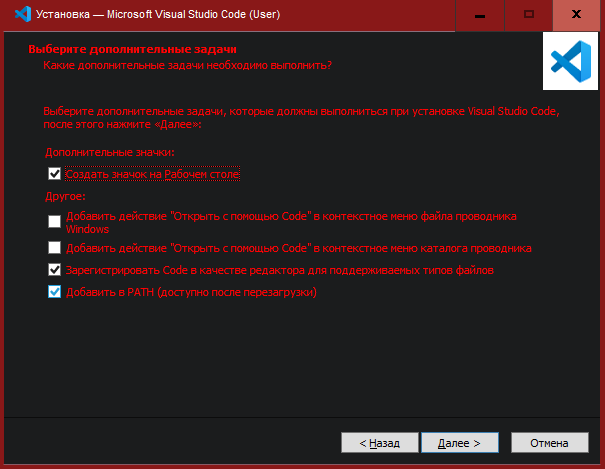 Установка — Microsoft Visual Studio Code (User)
Выберите дополнительные задачи
Какие дополнительные задачи необходимо выполнить?
Выберите дополнительные задачи, которые должны выполниться при установке Visual Studio Code,
после этого нажмите «Далее»:
Дополнительные значки:
Создать значок на Рабочем столе
Другое:
Добавить действие "Открыть с помощью Code" в контекстное меню файла проводника
Windows
Добавить действие "Открыть с помощью Code" в контекстное меню каталога проводника
Зарегистрировать Code в качестве редактора для поддерживаемых типов файлов
Добавить в PATH (доступно после перезагрузки)
< Назад
Далее >
Отмена